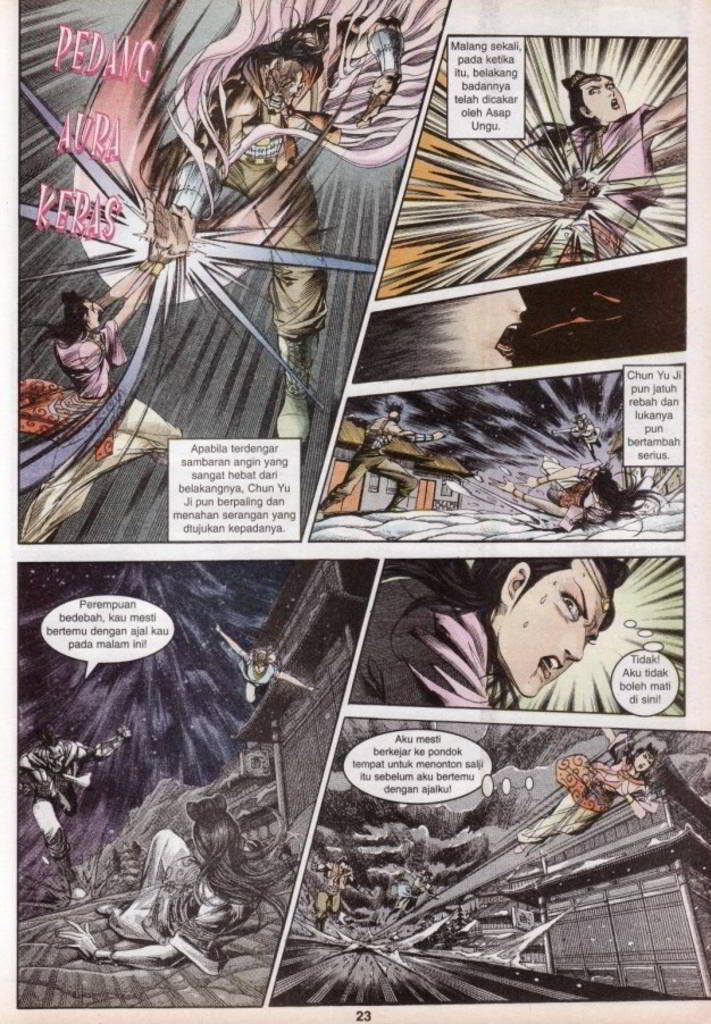 PEDANG
AURA
KERAS
Apabila terdengar
sambaran angin yang
sangat hebat dari
belakangnya, Chun Yu
Ji pun berpaling dan
menahan serangan yang
dtujukan kepadanya.
Malang sekali,
pada ketika
itu, belakang
badannya
telah dicakar
oleh Asap
Ungu.
Chun Yu Ji
pun jatuh
rebah dan
lukanya
pun
bertambah
serius.
Perempuan
bedebah, kau mesti
bertemu dengan ajal kau
pada malam ini!
Tidak!
Aku tidak
boleh mati
di sini!
Aku mesti
berkejar ke pondok
tempat untuk menonton salji
itu sebelum aku bertemu
dengan ajalku!
23